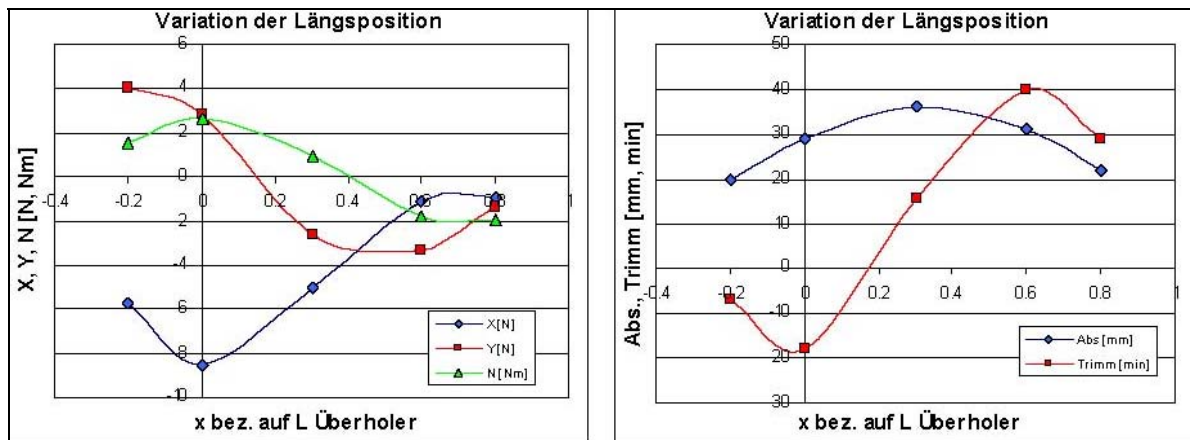 Variation der Längsposition
X, Y, N [N, Nm]
6
4
2
0
-2
-4
-6
-8
-10
-0.4 -0.2 0 0.2 0.4 0.6 0.8 1
X[N]
Y[N]
N[Nm]
x bez. auf L Überholer
Variation der Längsposition
Abs., Trimm [mm, min]
50
40
30
20
10
0
-10
-20
-30
-0.4 -0.2 0 0.2 0.4 0.6 0.8 1
Abs[mm]
Trimm[min]
x bez. auf L Überholer